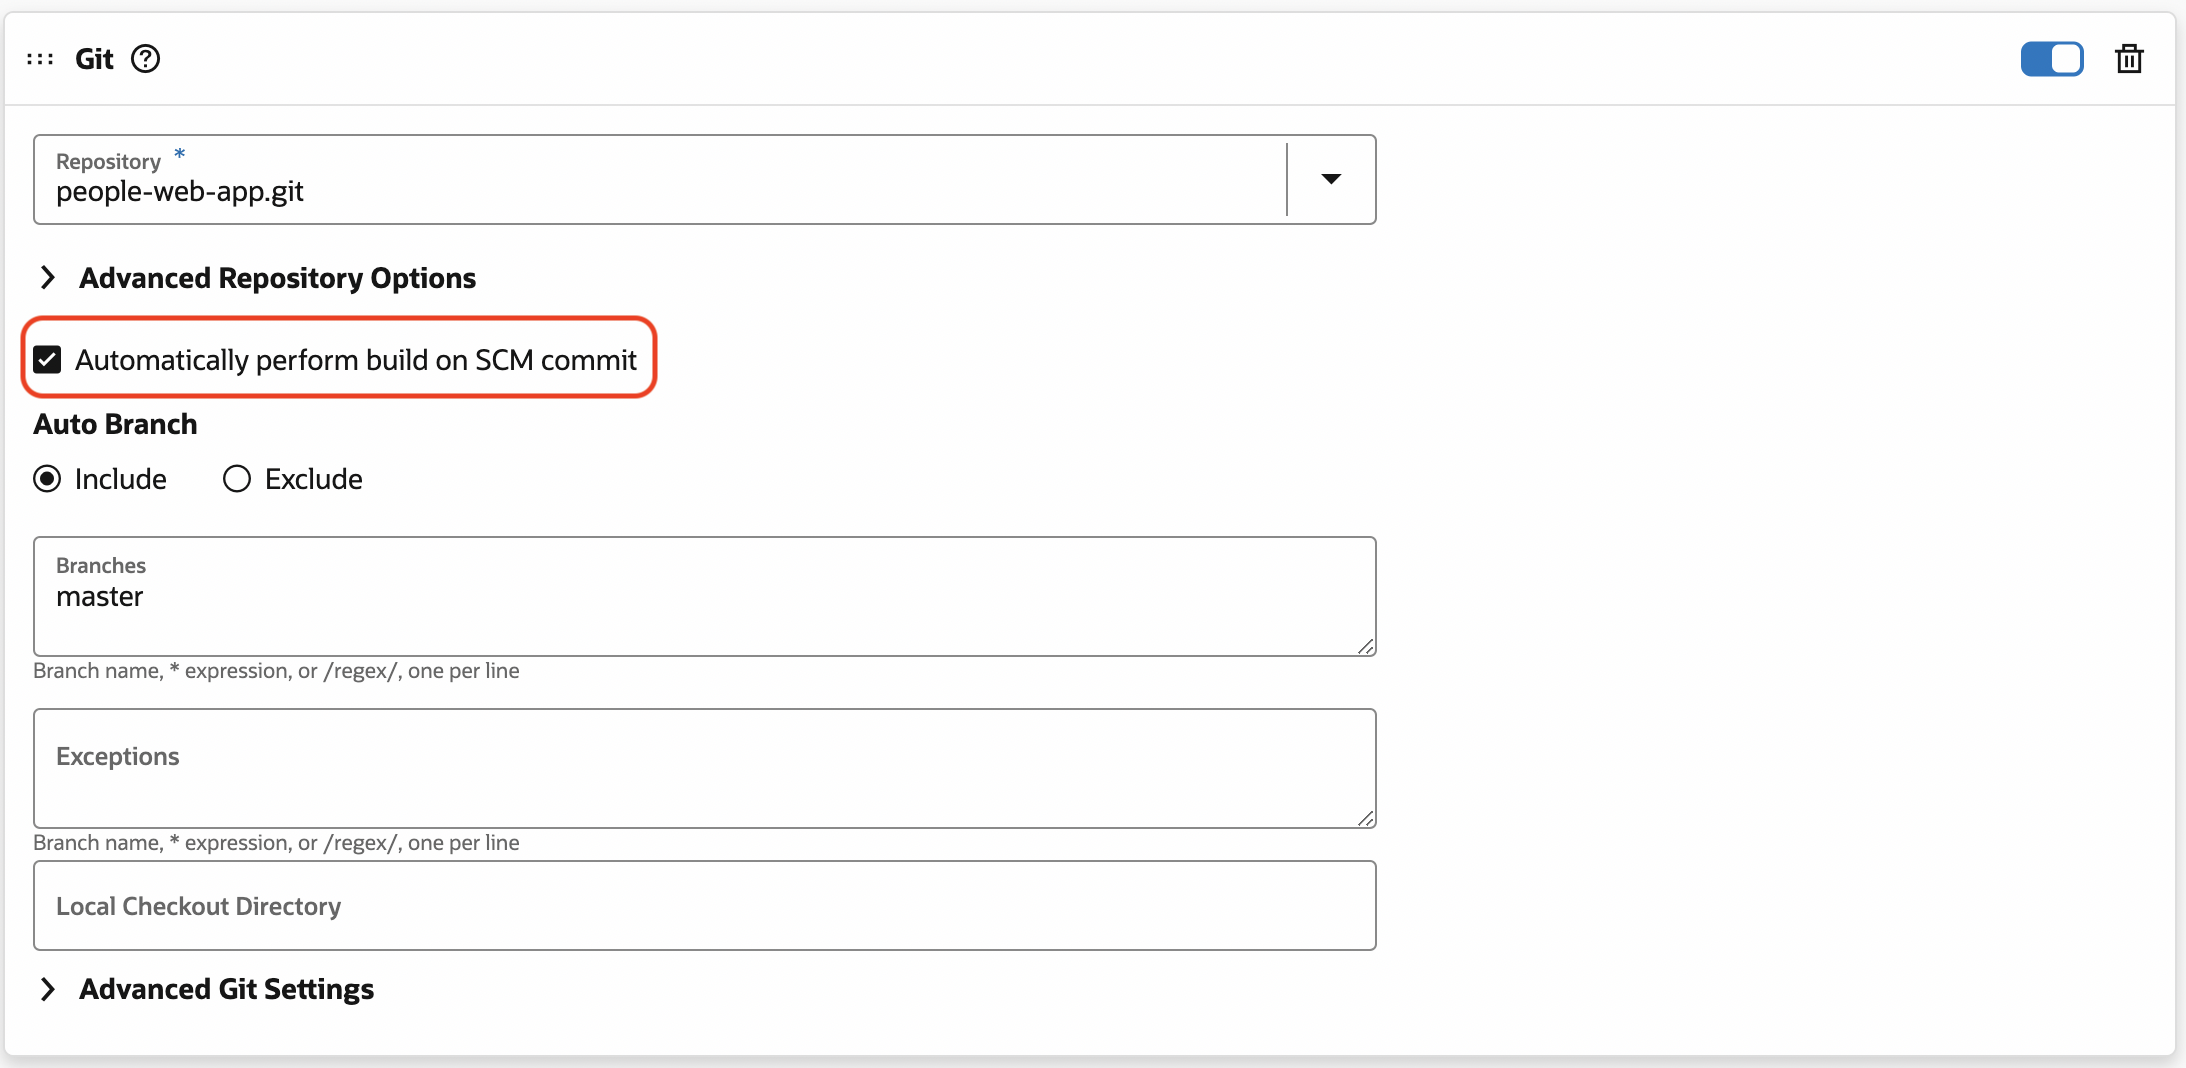 Git
Repository *
people-web-app.git
Advanced Repository Options
Automatically perform build on SCM commit
Auto Branch
Include Exclude
Branches
master
Branch name, * expression, or /regex/, one per line
Exceptions
Branch name, * expression, or /regex/, one per line
Local Checkout Directory
Advanced Git Settings